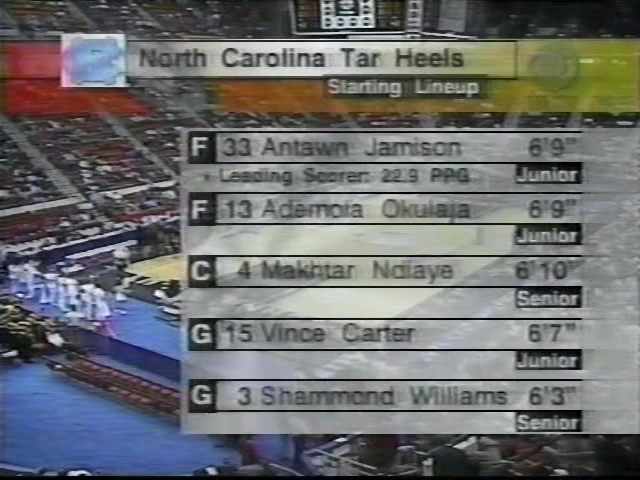 North Carolina Tar Heels
Starting Lineup
F 33 Antawn Jamison 6'9"
* Leading Scorer: 22.9 PPG Junior
F 13 Ademola Okulaja 6'9"
Junior
C 4 Makhtar Ndiaye 6'10"
Senior
G 15 Vince Carter 6'7"
Junior
G 3 Shammond Williams 6'3"
Senior